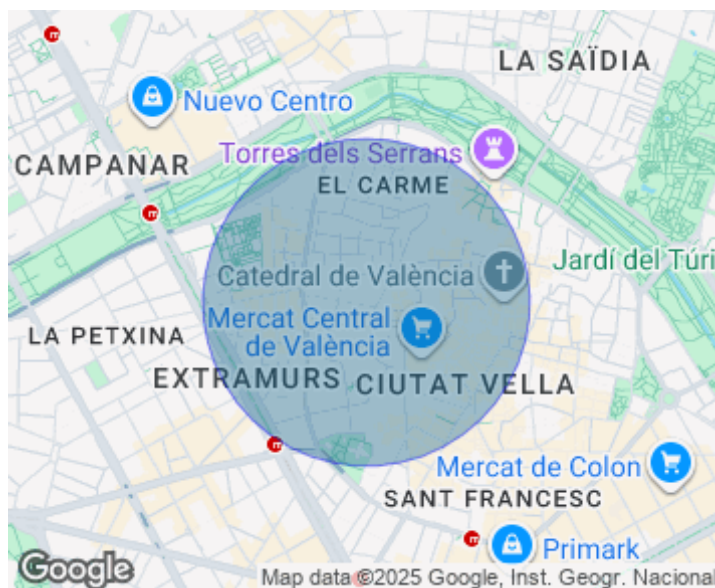 LA SAÏDIA
Nuevo Centro
Torres dels Serrans
CAMPANAR
EL CARME
Catedral de València
Jardí del Túri
Mercat Central
de València
LA PETXINA
EXTRAMURS
CIUTAT VELLA
Mercat de Colon
SANT FRANCESC
Primark
Google
Map data ©2025 Google, Inst. Geogr. Nacional